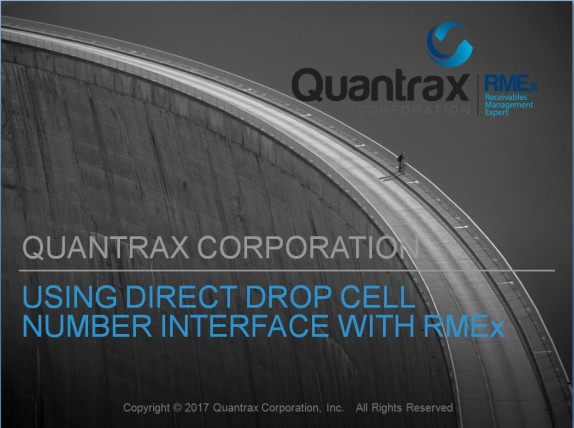 Quantrax
CORPORATION
RMEx
Receivables
Management
Expert
QUANTRAX CORPORATION
USING DIRECT DROP CELL
NUMBER INTERFACE WITH RMEx
Copyright © 2017 Quantrax Corporation, Inc. All Rights Reserved